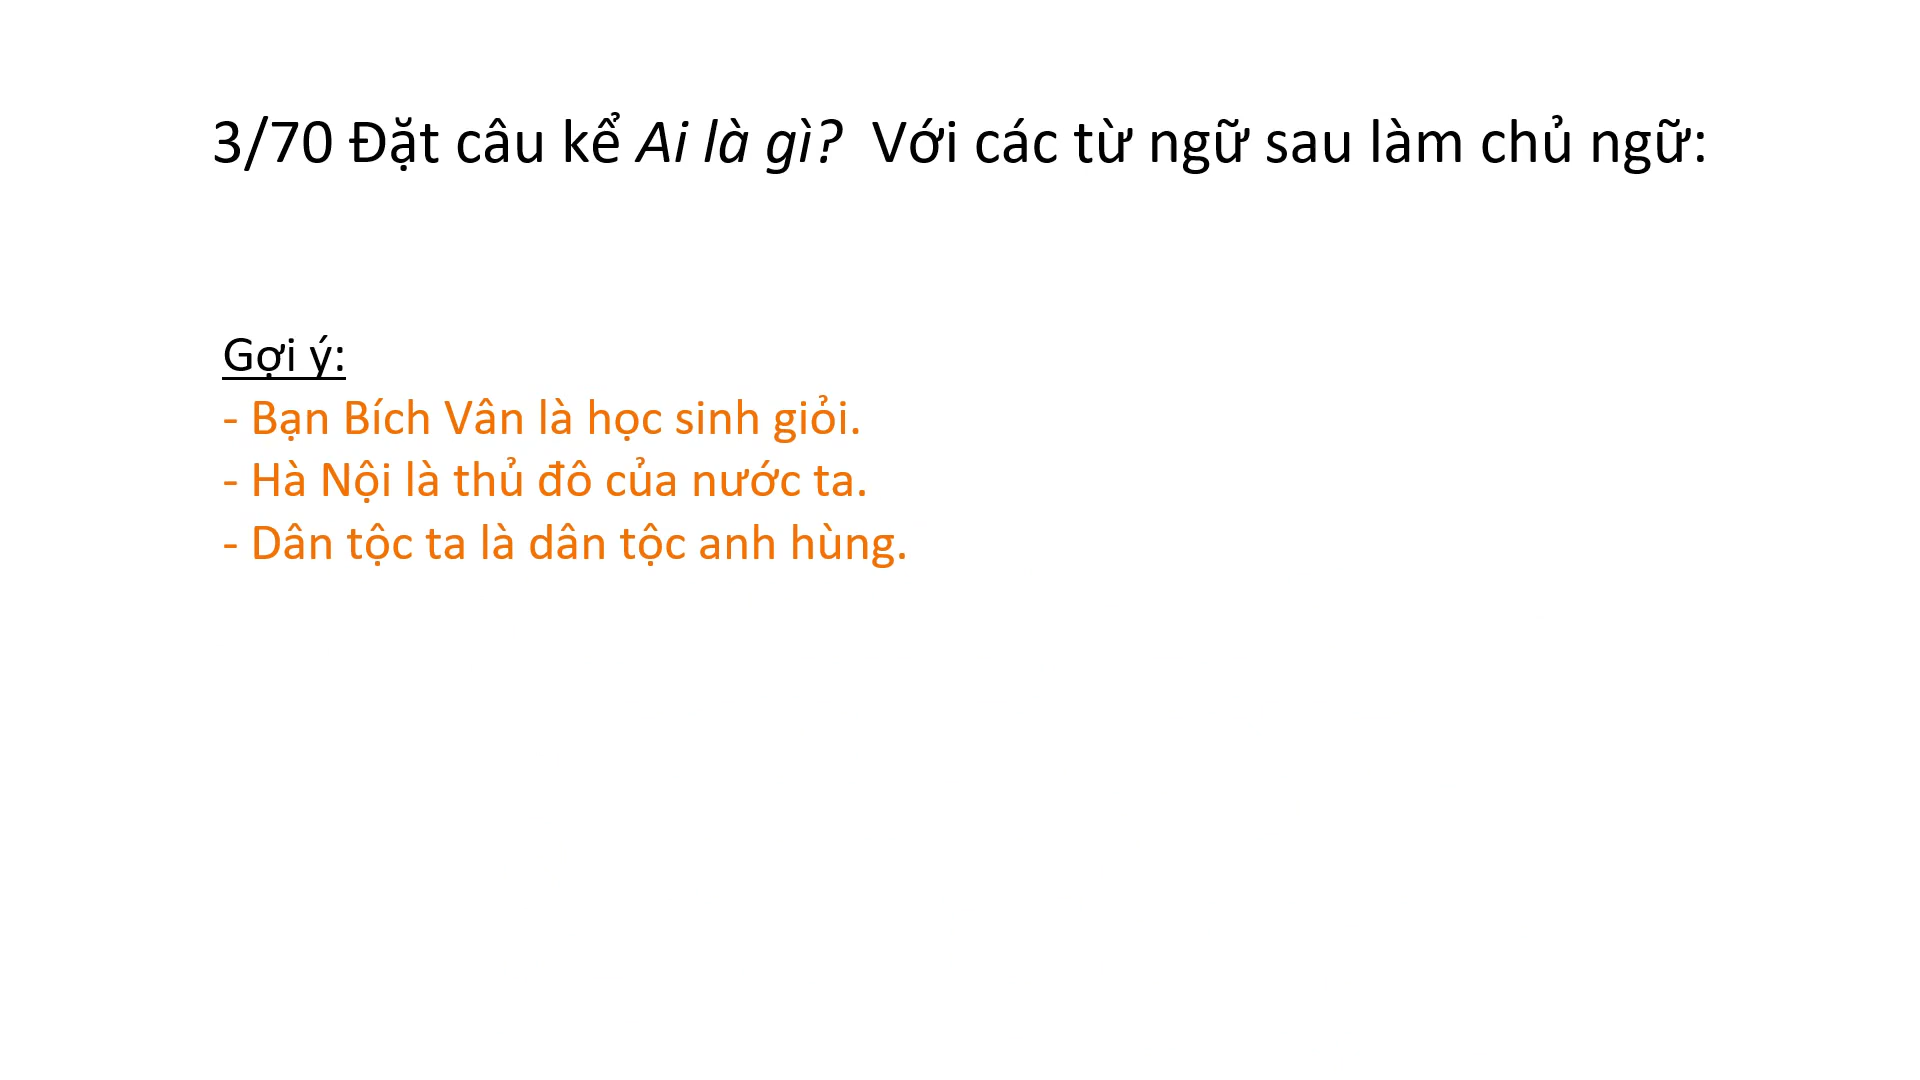 3/70 Đặt câu kể Ai là gì? Với các từ ngữ sau làm chủ ngữ:
Gợi ý:
- Bạn Bích Vân là học sinh giỏi.
- Hà Nội là thủ đô của nước ta.
- Dân tộc ta là dân tộc anh hùng.